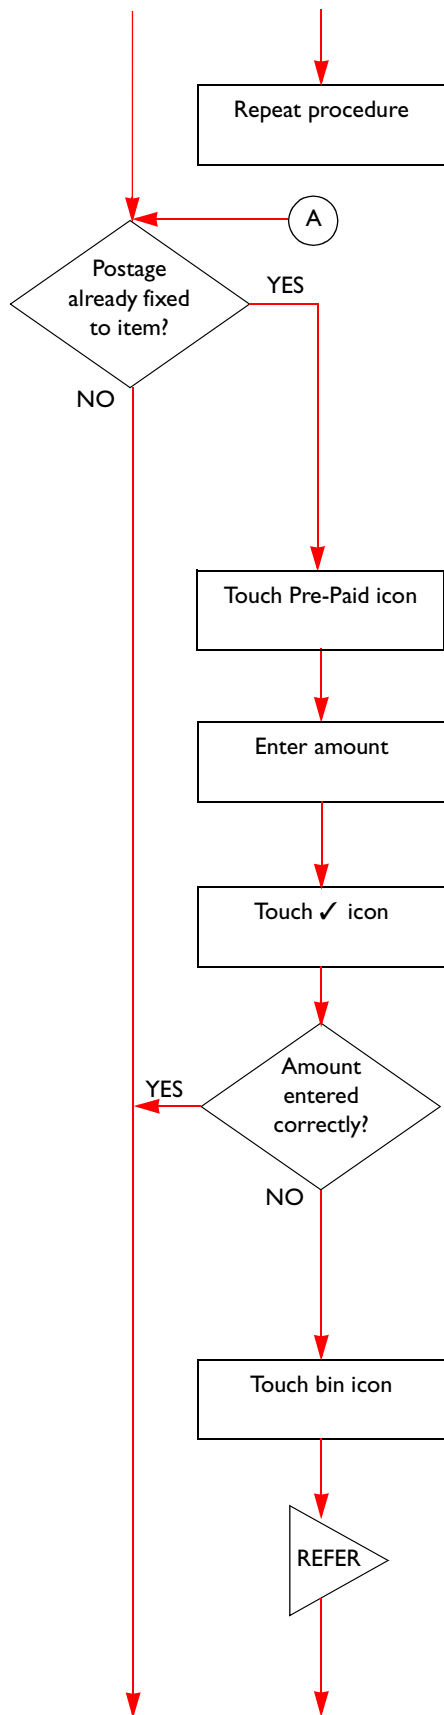 Repeat procedure
A
Postage
already fixed
to item?
YES
NO
Touch Pre-Paid icon
Enter amount
Touch ✓ icon
Amount
entered
correctly?
YES
NO
Touch bin icon
REFER